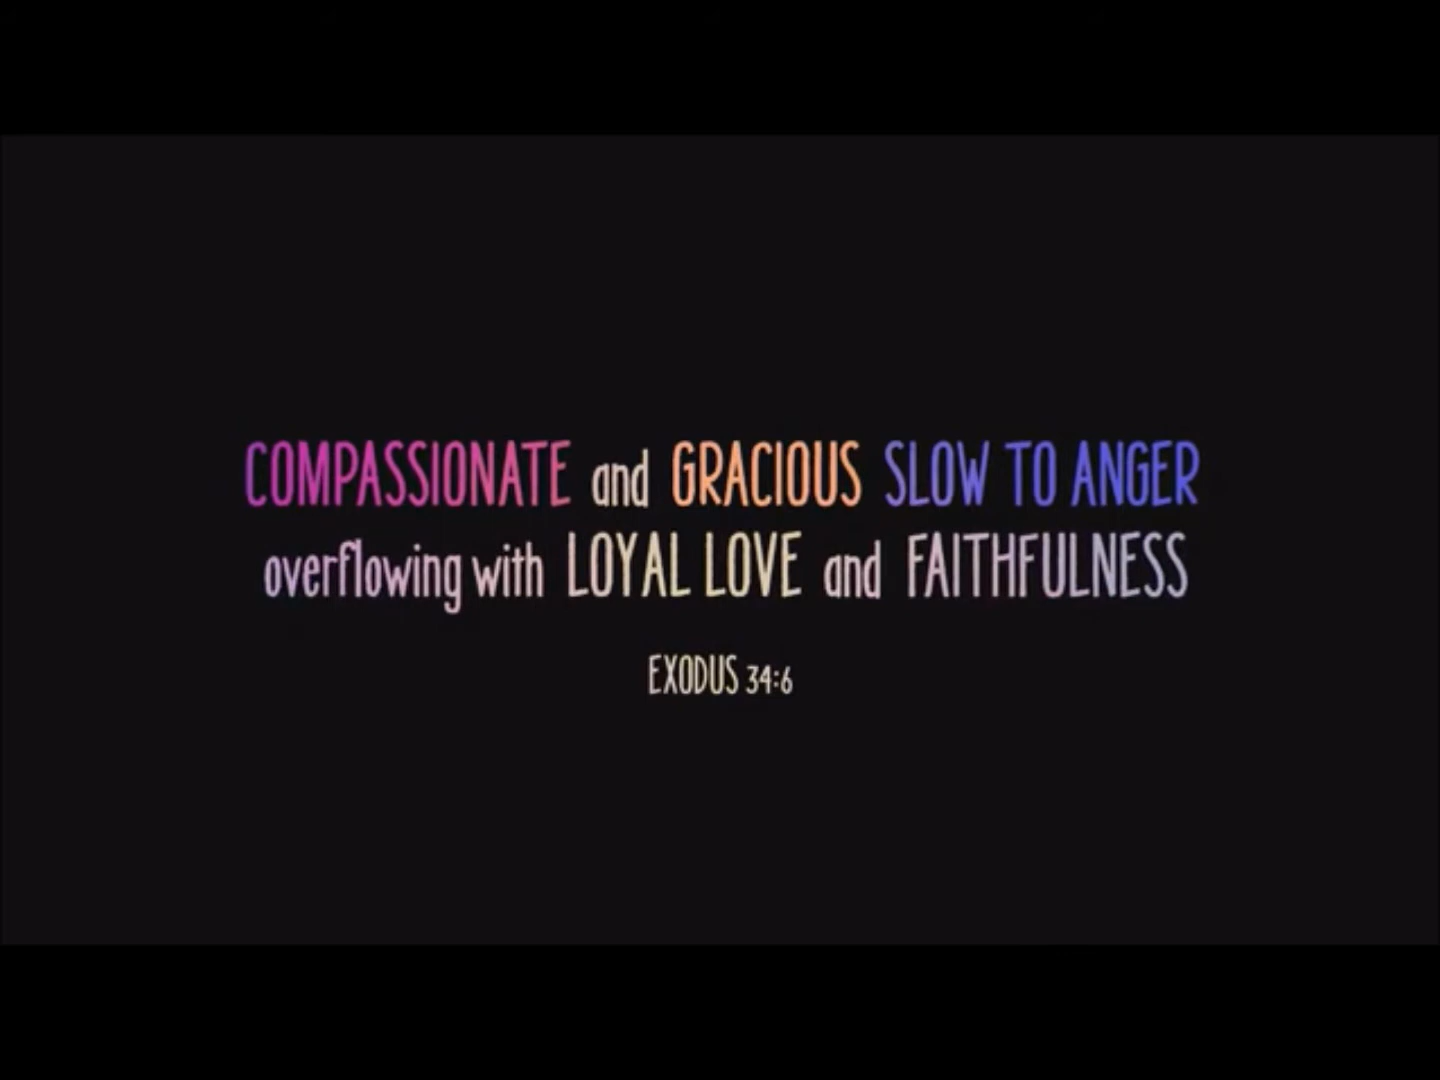 COMPASSIONATE and GRACIOUS SLOW TO ANGER
overflowing with LOYAL LOVE and FAITHFULNESS
EXODUS 34:6